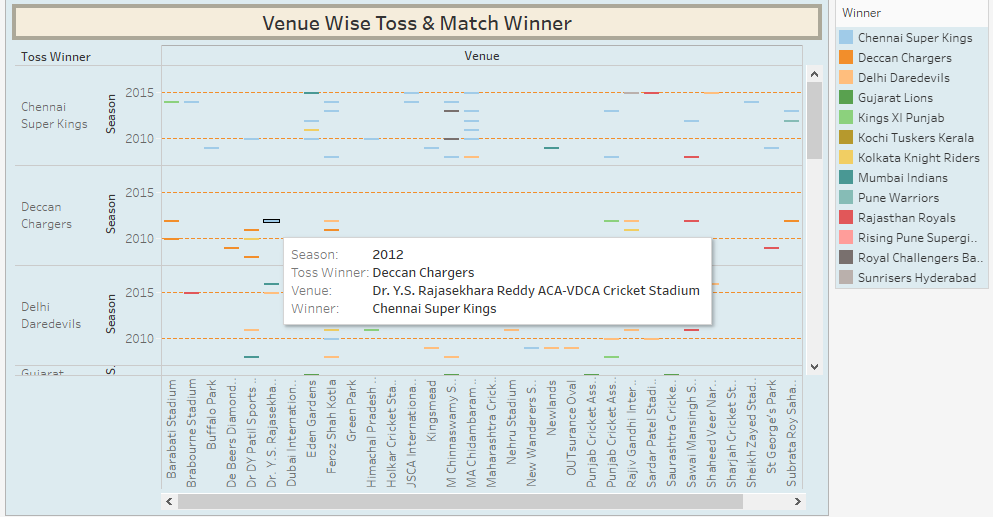 Venue Wise Toss & Match Winner
Toss Winner
Venue
Chennai
Super Kings
Season
2015
2010
Deccan
Chargers
Season
2015
2010
Delhi
Daredevils
Season
2015
2010
Gujarat
S.
Season: 2012
Toss Winner: Deccan Chargers
Venue: Dr. Y.S. Rajasekhara Reddy ACA-VDCA Cricket Stadium
Winner: Chennai Super Kings
Barabati Stadium
Brabourne Stadium
Buffalo Park
De Beers Diamond..
Dr DY Patil Sports ..
Dr. Y.S. Rajasekha..
Dubai Internation..
Eden Gardens
Feroz Shah Kotla
Green Park
Himachal Pradesh ..
Holkar Cricket Sta..
JSCA Internationa..
Kingsmead
M Chinnaswamy S..
MA Chidambaram ..
Maharashtra Crick..
Nehru Stadium
New Wanderers S..
Newlands
OUTsurance Oval
Punjab Cricket Ass..
Punjab Cricket Ass..
Rajiv Gandhi Inter..
Sardar Patel Stadi..
Saurashtra Cricke..
Sawai Mansingh S..
Shaheed Veer Nar..
Sharjah Cricket St..
Sheikh Zayed Stad..
St George's Park
Subrata Roy Saha..
Winner
Chennai Super Kings
Deccan Chargers
Delhi Daredevils
Gujarat Lions
Kings XI Punjab
Kochi Tuskers Kerala
Kolkata Knight Riders
Mumbai Indians
Pune Warriors
Rajasthan Royals
Rising Pune Supergi..
Royal Challengers Ba..
Sunrisers Hyderabad